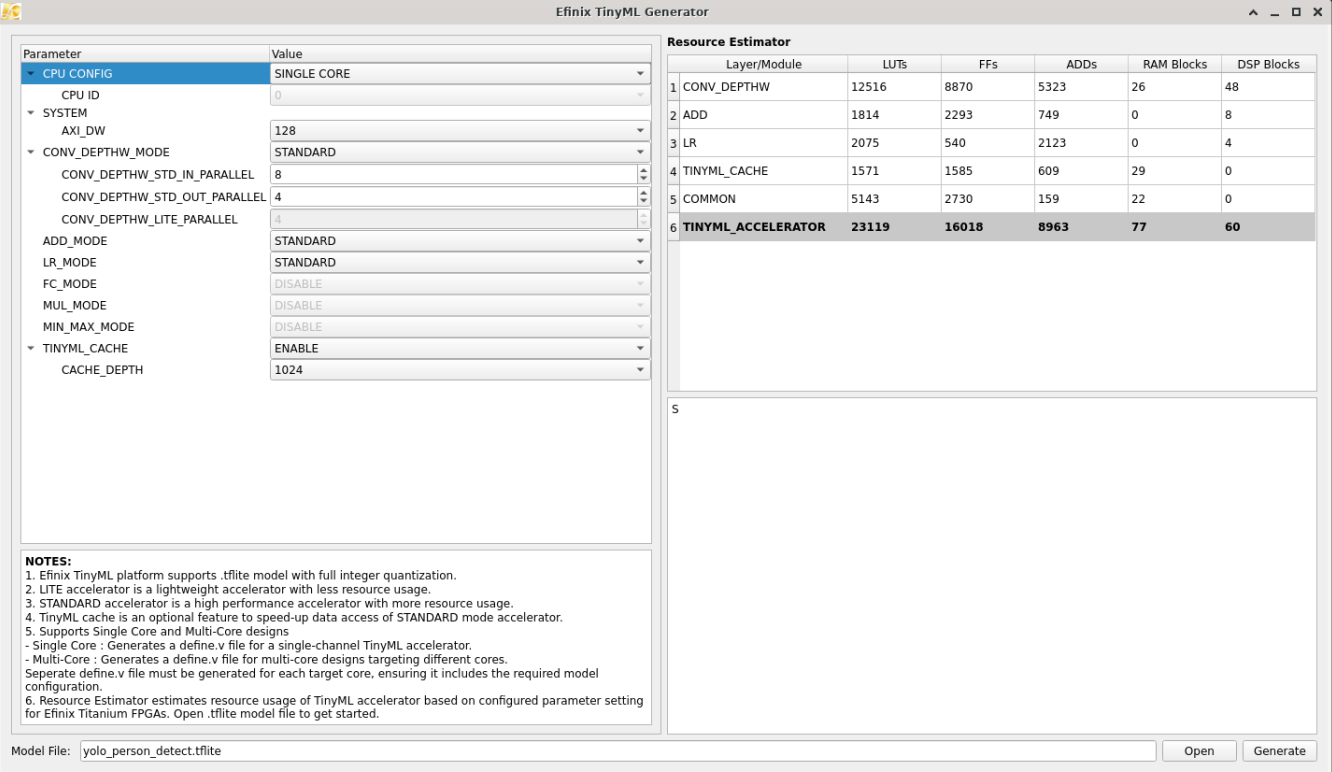 Efinix TinyML Generator
Parameter Value
CPU CONFIG SINGLE CORE
CPU ID 0
SYSTEM
AXI_DW 128
CONV_DEPTHW_MODE STANDARD
CONV_DEPTHW_STD_IN_PARALLEL 8
CONV_DEPTHW_STD_OUT_PARALLEL 4
CONV_DEPTHW_LITE_PARALLEL 4
ADD_MODE STANDARD
LR_MODE STANDARD
FC_MODE DISABLE
MUL_MODE DISABLE
MIN_MAX_MODE DISABLE
TINYML_CACHE ENABLE
CACHE_DEPTH 1024
NOTES:
1. Efinix TinyML platform supports .tflite model with full integer quantization.
2. LITE accelerator is a lightweight accelerator with less resource usage.
3. STANDARD accelerator is a high performance accelerator with more resource usage.
4. TinyML cache is an optional feature to speed-up data access of STANDARD mode accelerator.
5. Supports Single Core and Multi-Core designs
- Single Core : Generates a define.v file for a single-channel TinyML accelerator.
- Multi-Core : Generates a define.v file for multi-core designs targeting different cores.
Seperate define.v file must be generated for each target core, ensuring it includes the required model
configuration.
6. Resource Estimator estimates resource usage of TinyML accelerator based on configured parameter setting
for Efinix Titanium FPGAs. Open .tflite model file to get started.
Resource Estimator
Layer/Module LUTs FFs ADDs RAM Blocks DSP Blocks
1 CONV_DEPTHW 12516 8870 5323 26 48
2 ADD 1814 2293 749 0 8
3 LR 2075 540 2123 0 4
4 TINYML_CACHE 1571 1585 609 29 0
5 COMMON 5143 2730 159 22 0
6 TINYML_ACCELERATOR 23119 16018 8963 77 60
S
Model File: yolo_person_detect.tflite Open Generate